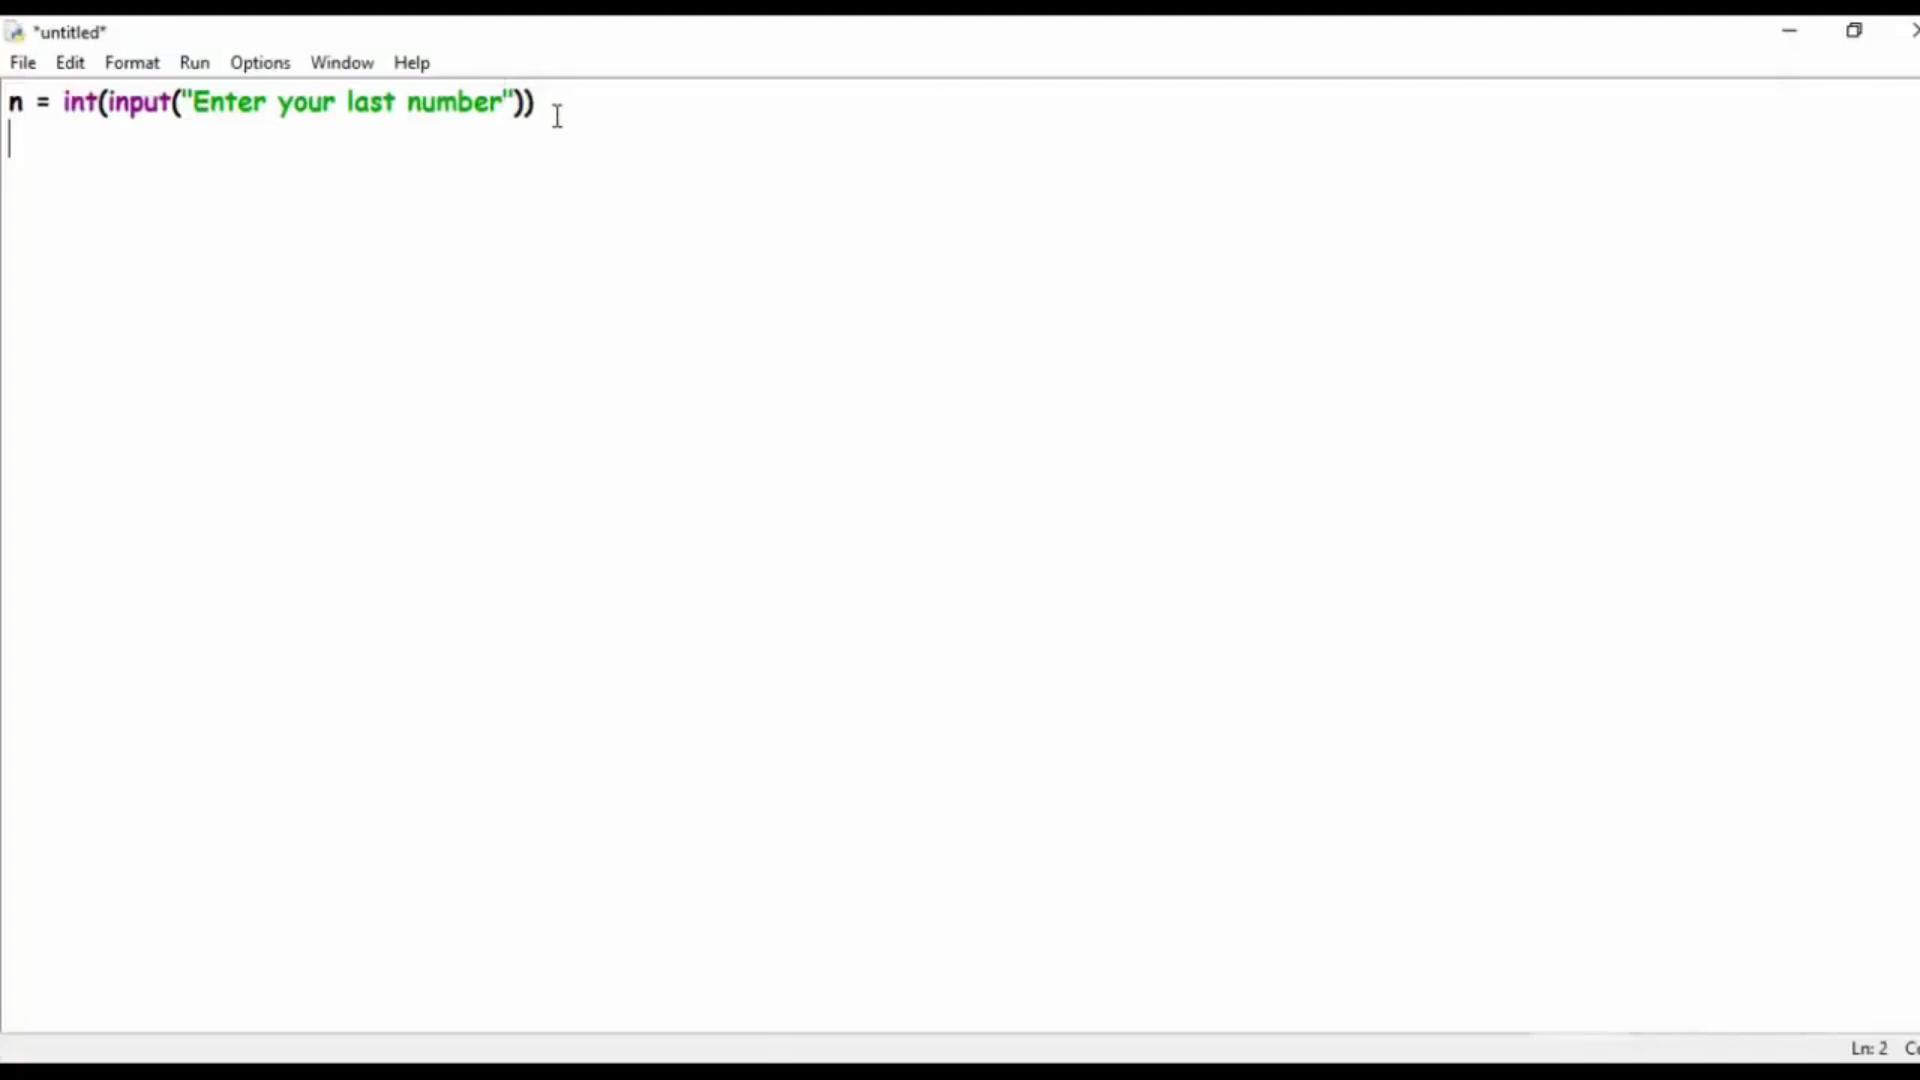 *untitled*
File Edit Format Run Options Window Help
n = int(input("Enter your last number"))
Ln: 2